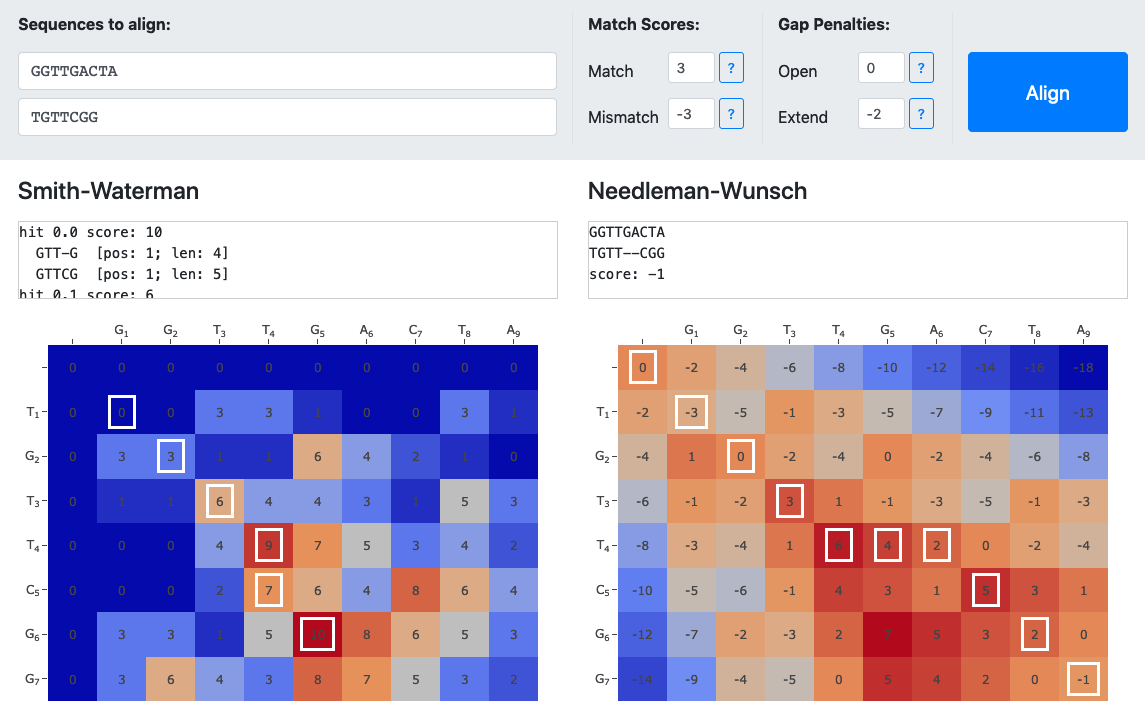 Sequences to align:
Match Scores:
Gap Penalties:
GGTTGACTA
TGTTCGG
Match 3 ?
Mismatch -3 ?
Open 0 ?
Extend -2 ?
Align
Smith-Waterman
hit 0.0 score: 10
GTT-G [pos: 1; len: 4]
GTTCG [pos: 1; len: 5]
hit 0.1 score: 6
G1 G2 T3 T4 G5 A6 C7 T8 A9
- 0 0 0 0 0 0 0 0 0 0
T1 0 0 0 3 3 1 0 0 3 1
G2 0 3 3 1 1 6 4 2 1 0
T3 0 1 1 6 4 4 3 1 5 3
T4 0 0 0 4 9 7 5 3 4 2
C5 0 0 0 2 7 6 4 8 6 4
G6 0 3 3 1 5 10 8 6 5 3
G7 0 3 6 4 3 8 7 5 3 2
Needleman-Wunsch
GGTTGACTA
TGTT--CGG
score: -1
G1 G2 T3 T4 G5 A6 C7 T8 A9
- 0 -2 -4 -6 -8 -10 -12 -14 -16 -18
T1 -2 -3 -5 -1 -3 -5 -7 -9 -11 -13
G2 -4 1 0 -2 -4 0 -2 -4 -6 -8
T3 -6 -1 -2 3 1 -1 -3 -5 -1 -3
T4 -8 -3 -4 1 6 4 2 0 -2 -4
C5 -10 -5 -6 -1 4 3 1 5 3 1
G6 -12 -7 -2 -3 2 7 5 3 2 0
G7 -14 -9 -4 -5 0 5 4 2 0 -1